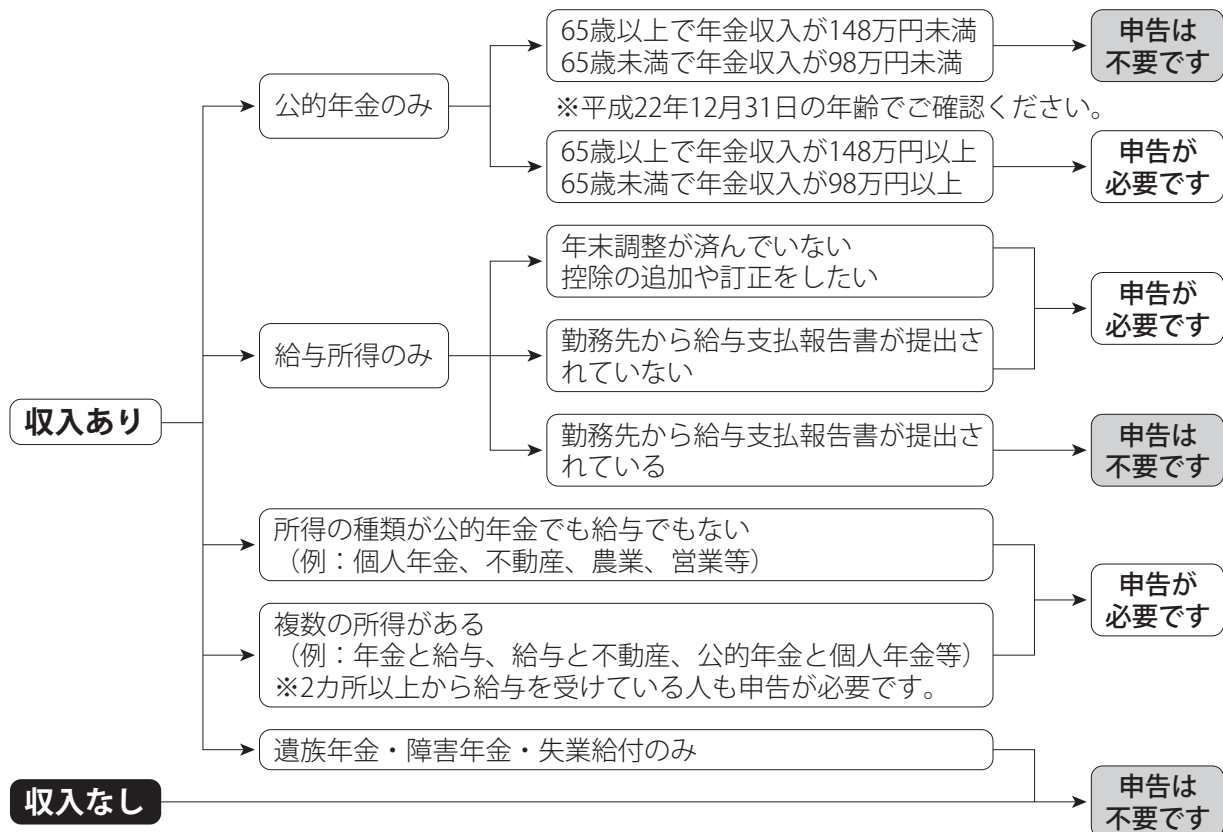 65歳以上で年金収入が148万円未満
65歳未満で年金収入が98万円未満
申告は
不要です
公的年金のみ
※平成22年12月31日の年齢でご確認ください。
65歳以上で年金収入が148万円以上
65歳未満で年金収入が98万円以上
申告が
必要です
年末調整が済んでいない
控除の追加や訂正をしたい
申告が
必要です
給与所得のみ
勤務先から給与支払報告書が提出さ
れていない
収入あり
勤務先から給与支払報告書が提出さ
れている
申告は
不要です
所得の種類が公的年金でも給与でもない
（例：個人年金、不動産、農業、営業等）
申告が
必要です
複数の所得がある
（例：年金と給与、給与と不動産、公的年金と個人年金等）
※2カ所以上から給与を受けている人も申告が必要です。
遺族年金・障害年金・失業給付のみ
収入なし
申告は
不要です